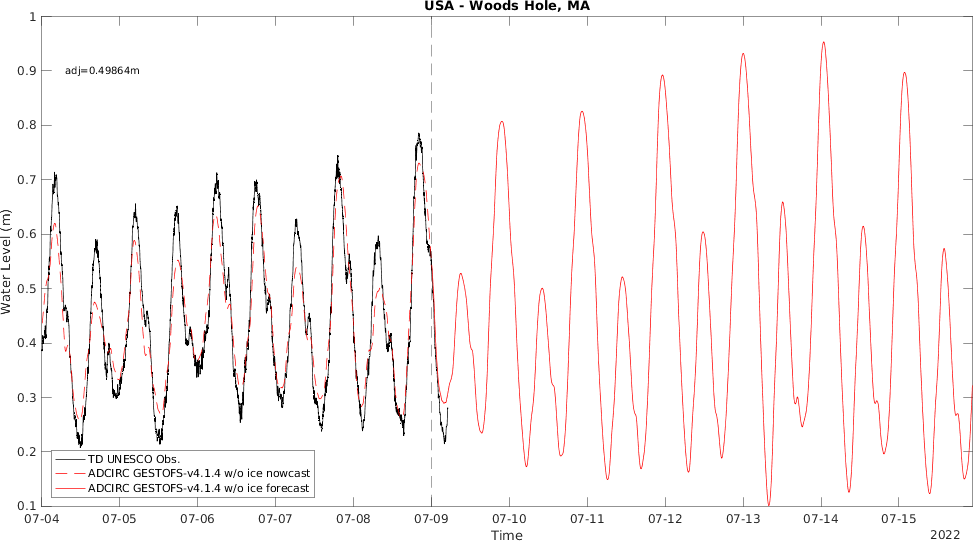 USA - Woods Hole, MA
1
0.9
0.8
0.7
0.6
0.5
0.4
0.3
0.2
0.1
Water Level (m)
adj=0.49864m
TD UNESCO Obs.
ADCIRC GESTOFS-v4.1.4 w/o ice nowcast
ADCIRC GESTOFS-v4.1.4 w/o ice forecast
07-04 07-05 07-06 07-07 07-08 07-09 07-10 07-11 07-12 07-13 07-14 07-15
Time
2022